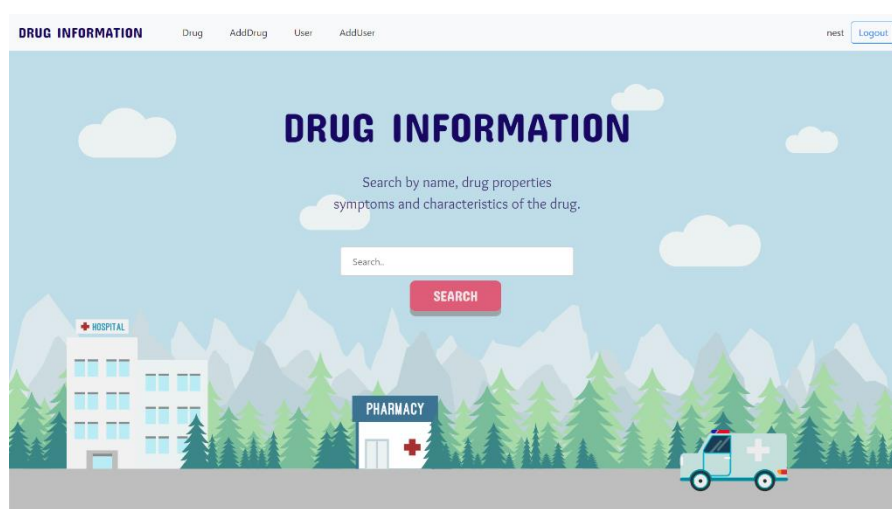 DRUG INFORMATION Drug AddDrug User AddUser nest Logout
DRUG INFORMATION
Search by name, drug properties
symptoms and characteristics of the drug.
Search..
SEARCH
HOSPITAL
PHARMACY